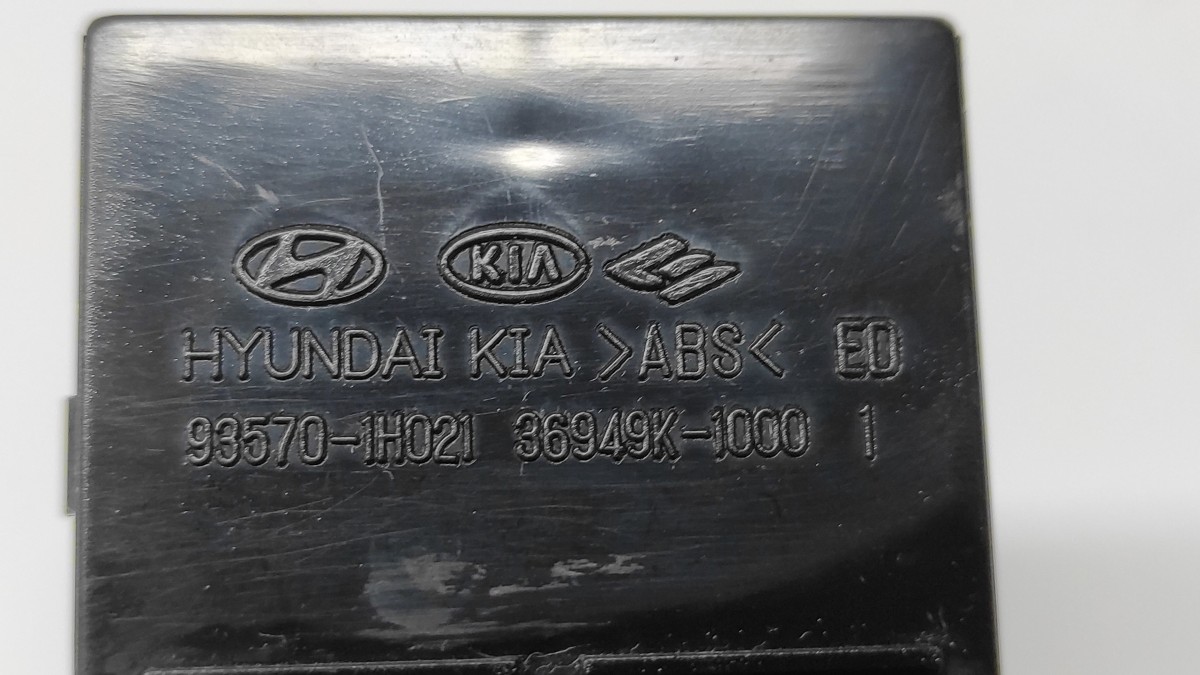 KIA
HYUNDAI KIA >ABS< ED
93570-1H021 36949K-1000 1